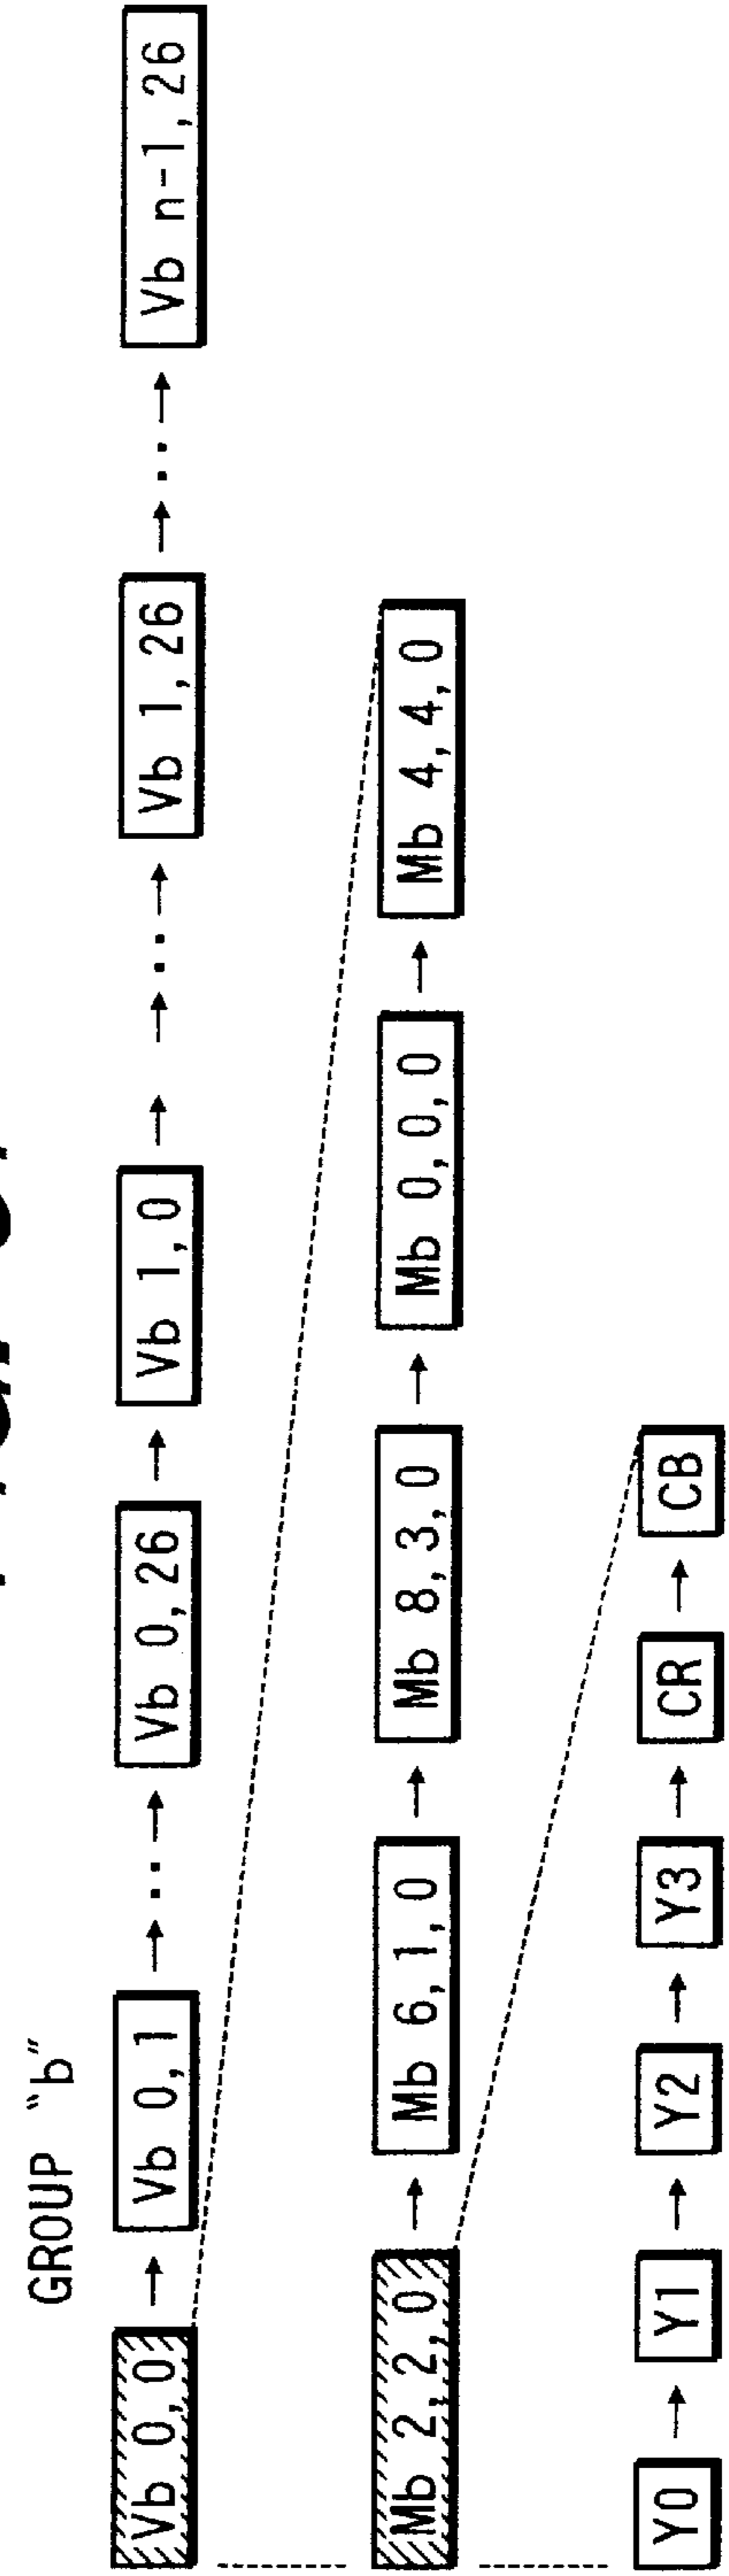 GROUP "b"
Vb 0,0 → Vb 0,1 → ‥ → Vb 0,26 → Vb 1,0 → → ‥ → Vb 1,26 → ‥ → Vb n-1,26
Mb 2,2,0 → Mb 6,1,0 → Mb 8,3,0 → Mb 0,0,0 → Mb 4,4,0
Y0 → Y1 → Y2 → Y3 → CR → CB